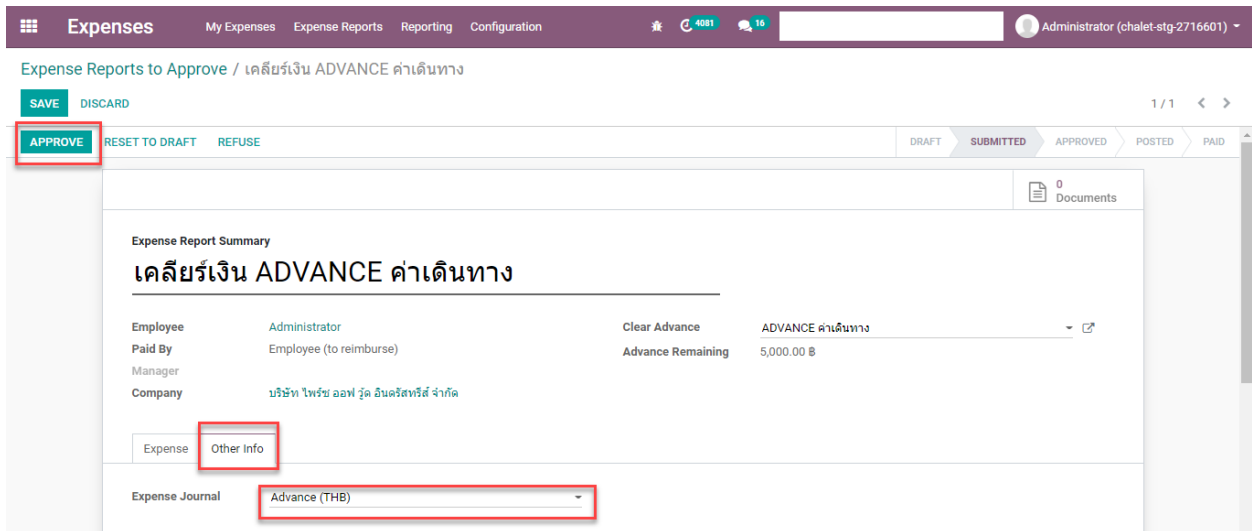 Expenses My Expenses Expense Reports Reporting Configuration 4081 16 Administrator (chalet-stg-2716601)
Expense Reports to Approve / เคลียร์เงิน ADVANCE ค่าเดินทาง
SAVE DISCARD 1 / 1
APPROVE RESET TO DRAFT REFUSE DRAFT SUBMITTED APPROVED POSTED PAID
0
Documents
Expense Report Summary
เคลียร์เงิน ADVANCE ค่าเดินทาง
Employee Administrator Clear Advance ADVANCE ค่าเดินทาง
Paid By Employee (to reimburse) Advance Remaining 5,000.00 ฿
Manager
Company บริษัท ไพร์ซ ออฟ วู้ด อินดรัสทรีส์ จำกัด
Expense Other Info
Expense Journal Advance (THB)